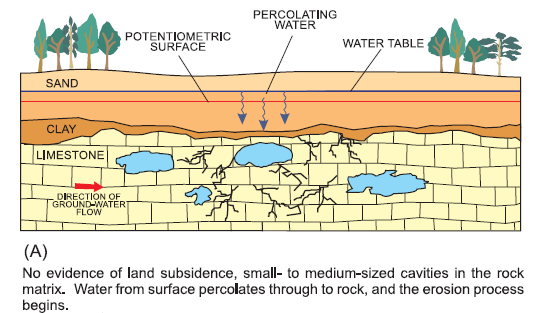 PERCOLATING
WATER
POTENTIOMETRIC
SURFACE
WATER TABLE
SAND
CLAY
LIMESTONE
DIRECTION OF
GROUND-WATER
FLOW
(A)
No evidence of land subsidence, small- to medium-sized cavities in the rock
matrix. Water from surface percolates through to rock, and the erosion process
begins.